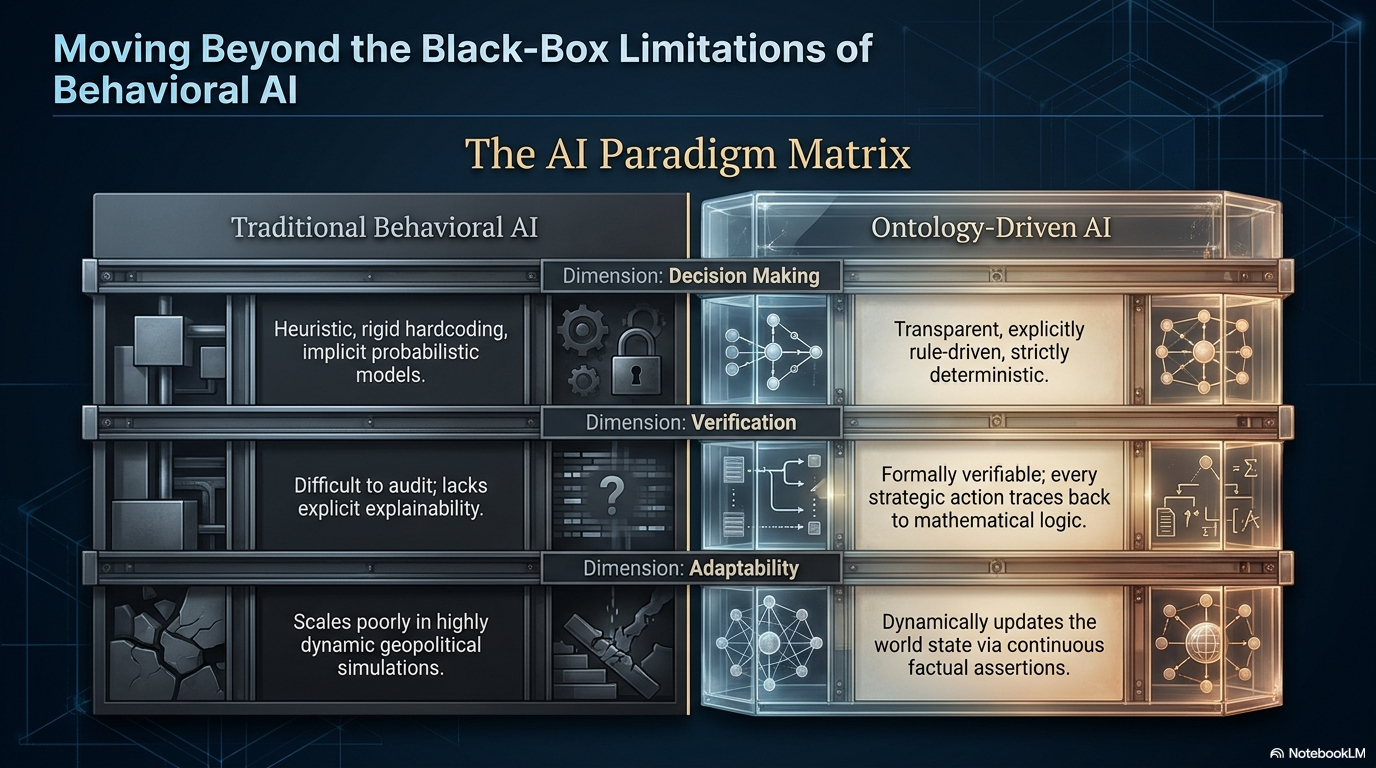 Moving Beyond the Black-Box Limitations of
Behavioral AI
The AI Paradigm Matrix
Traditional Behavioral AI
Ontology-Driven AI
Dimension: Decision Making
Heuristic, rigid hardcoding,
implicit probabilistic
models.
Transparent, explicitly
rule-driven, strictly
deterministic.
Dimension: Verification
Difficult to audit; lacks
explicit explainability.
?
Formally verifiable; every
strategic action traces back
to mathematical logic.
Dimension: Adaptability
Scales poorly in highly
dynamic geopolitical
simulations.
Dynamically updates the
world state via continuous
factual assertions.
NotebookLM